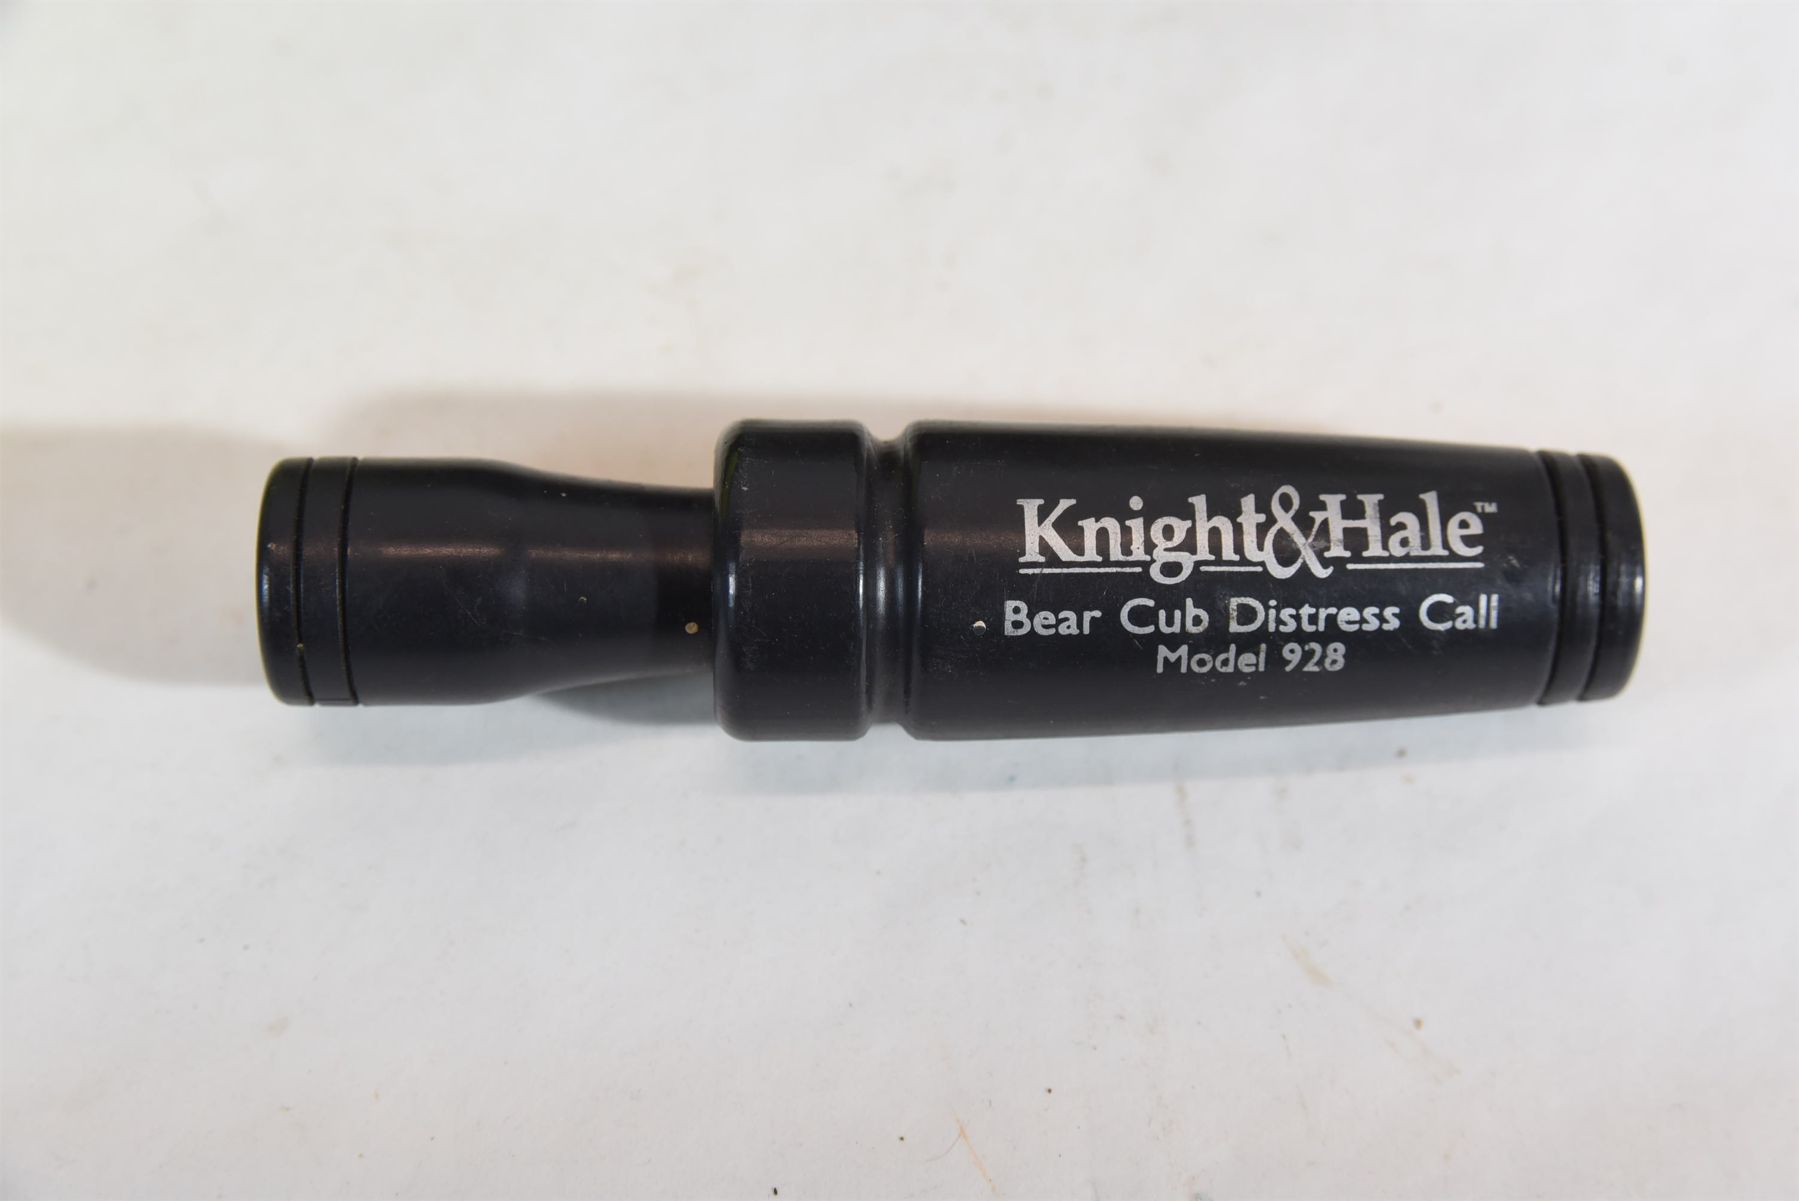 Knight&Hale™
Bear Cub Distress Call
Model 928